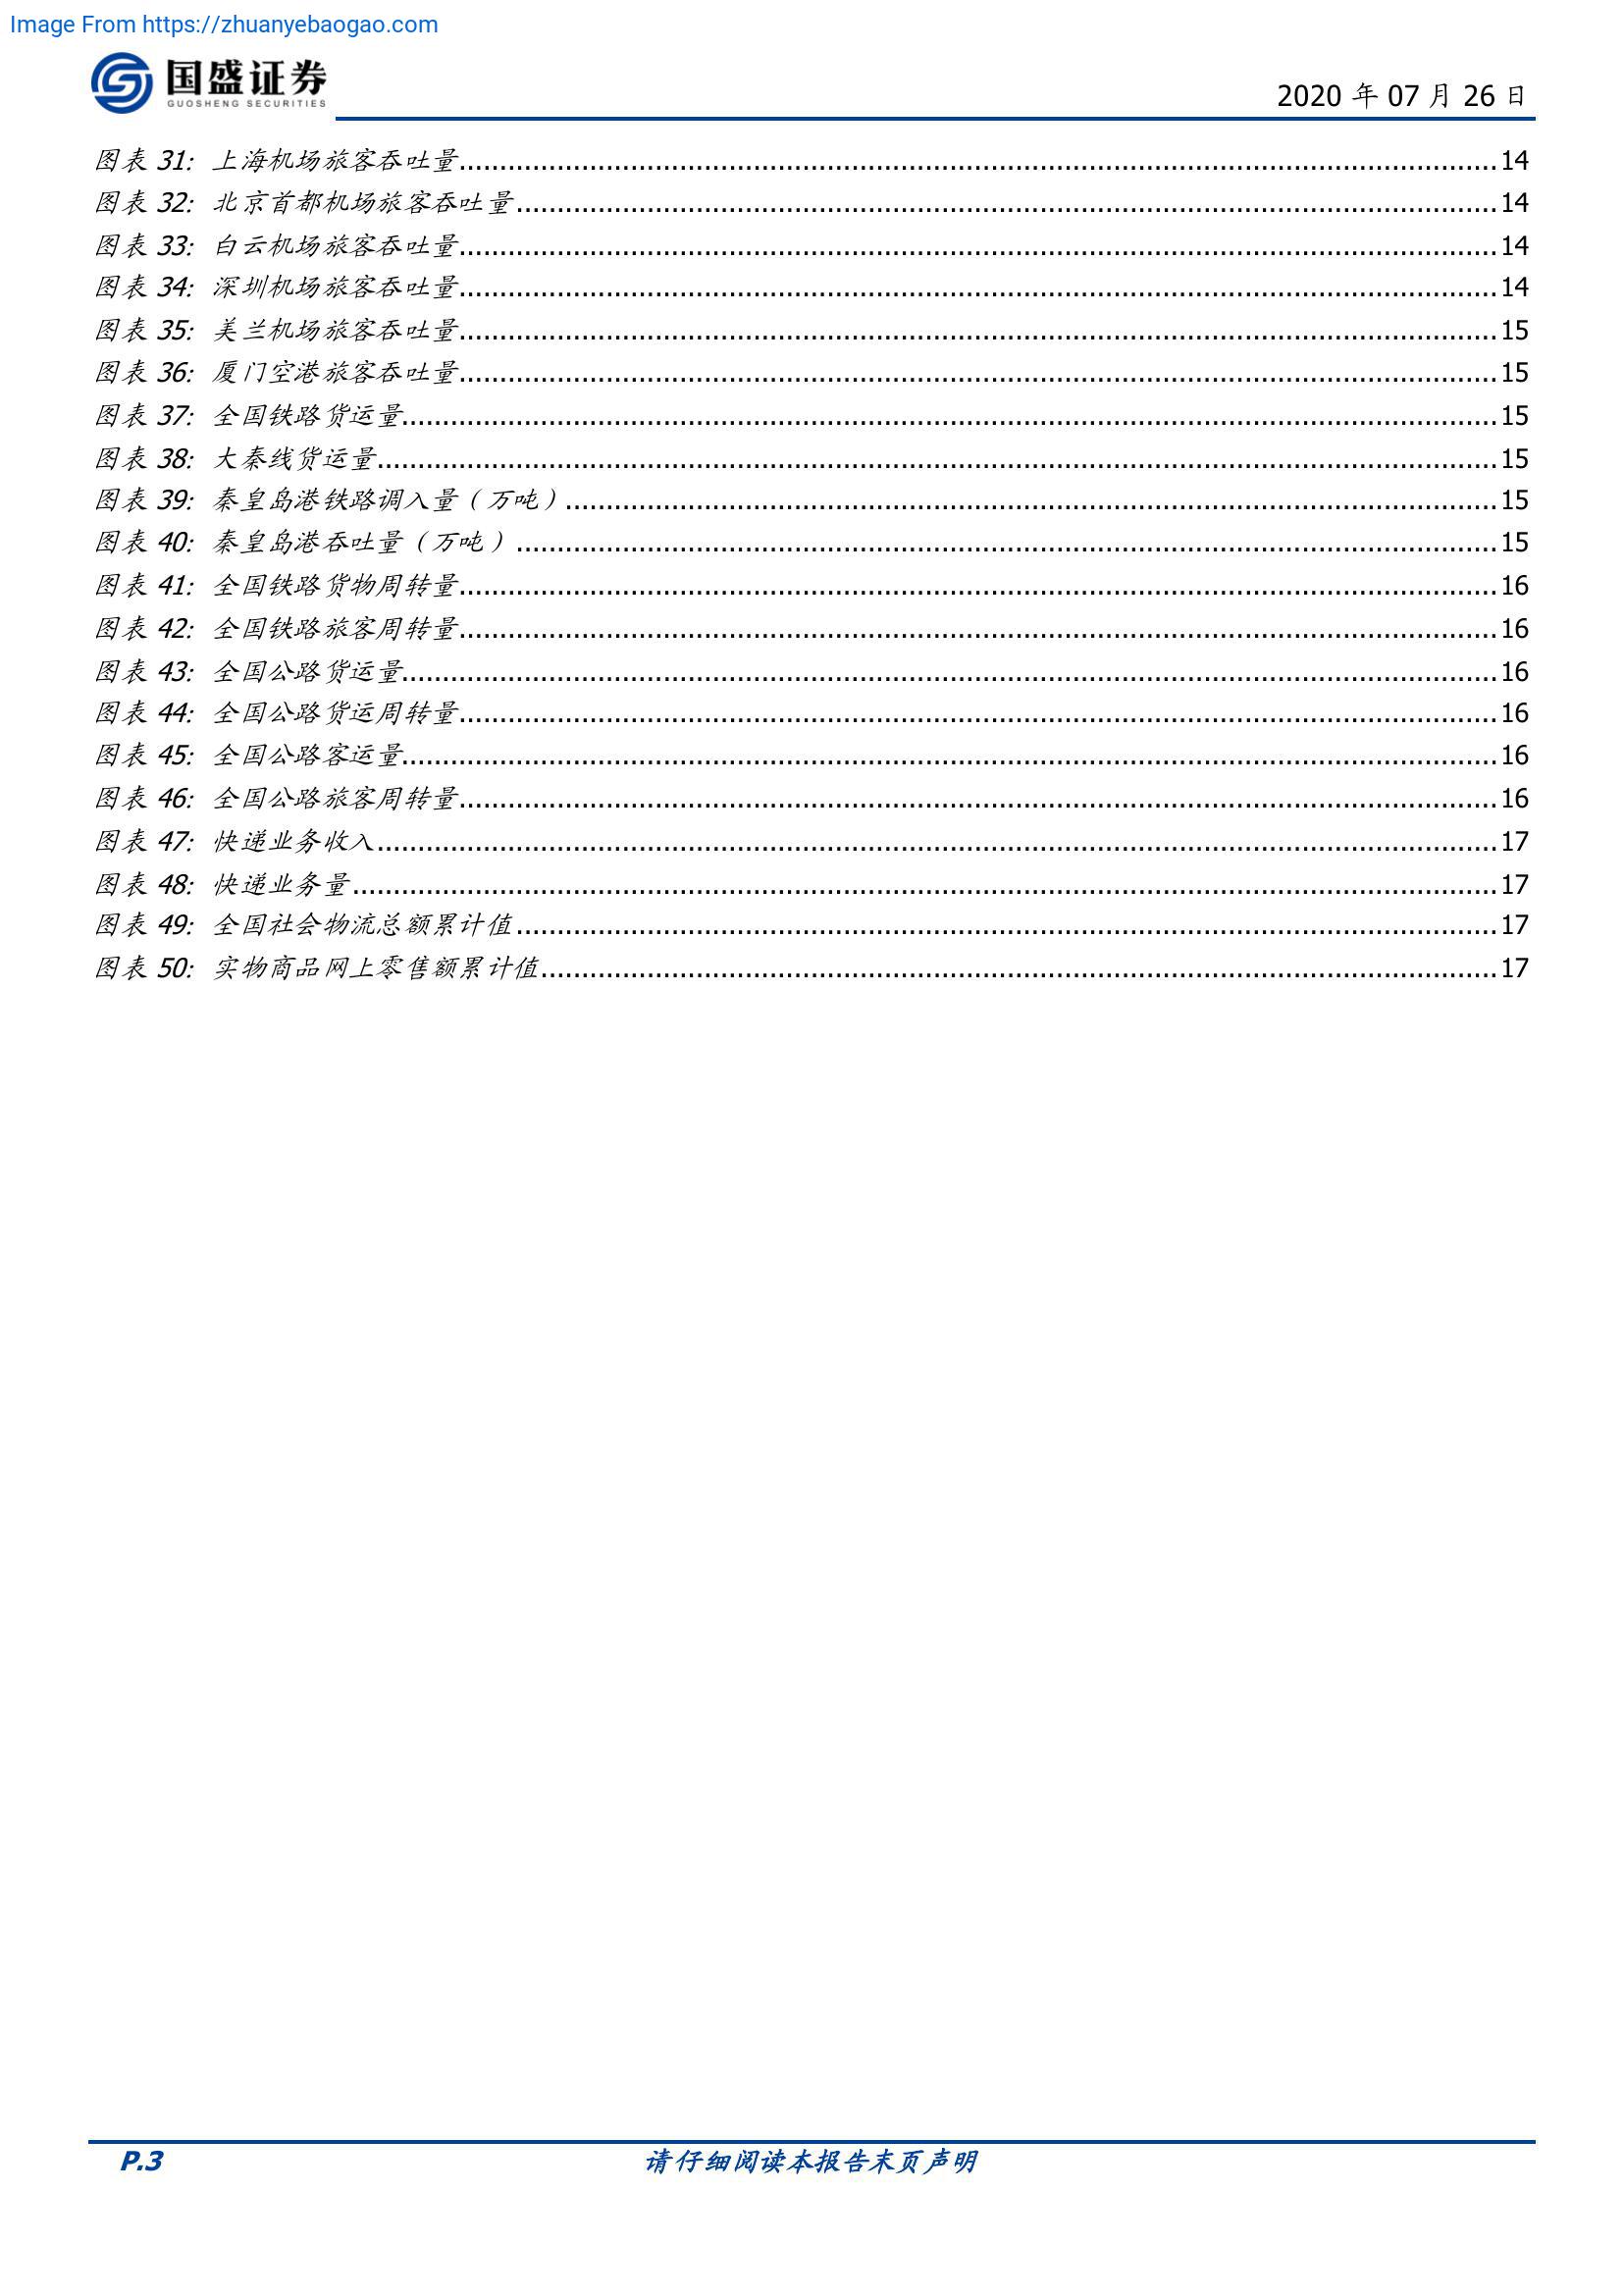 Image From https://zhuanyebaogao.com
国盛证券
GUOSHENG SECURITIES
2020 年 07 月 26 日
图表 31: 上海机场旅客吞吐量 14
图表 32: 北京首都机场旅客吞吐量 14
图表 33: 白云机场旅客吞吐量 14
图表 34: 深圳机场旅客吞吐量 14
图表 35: 美兰机场旅客吞吐量 15
图表 36: 厦门空港旅客吞吐量 15
图表 37: 全国铁路货运量 15
图表 38: 大秦线货运量 15
图表 39: 秦皇岛港铁路调入量（万吨） 15
图表 40: 秦皇岛港吞吐量（万吨） 15
图表 41: 全国铁路货物周转量 16
图表 42: 全国铁路旅客周转量 16
图表 43: 全国公路货运量 16
图表 44: 全国公路货运周转量 16
图表 45: 全国公路客运量 16
图表 46: 全国公路旅客周转量 16
图表 47: 快递业务收入 17
图表 48: 快递业务量 17
图表 49: 全国社会物流总额累计值 17
图表 50: 实物商品网上零售额累计值 17
P.3
请仔细阅读本报告末页声明